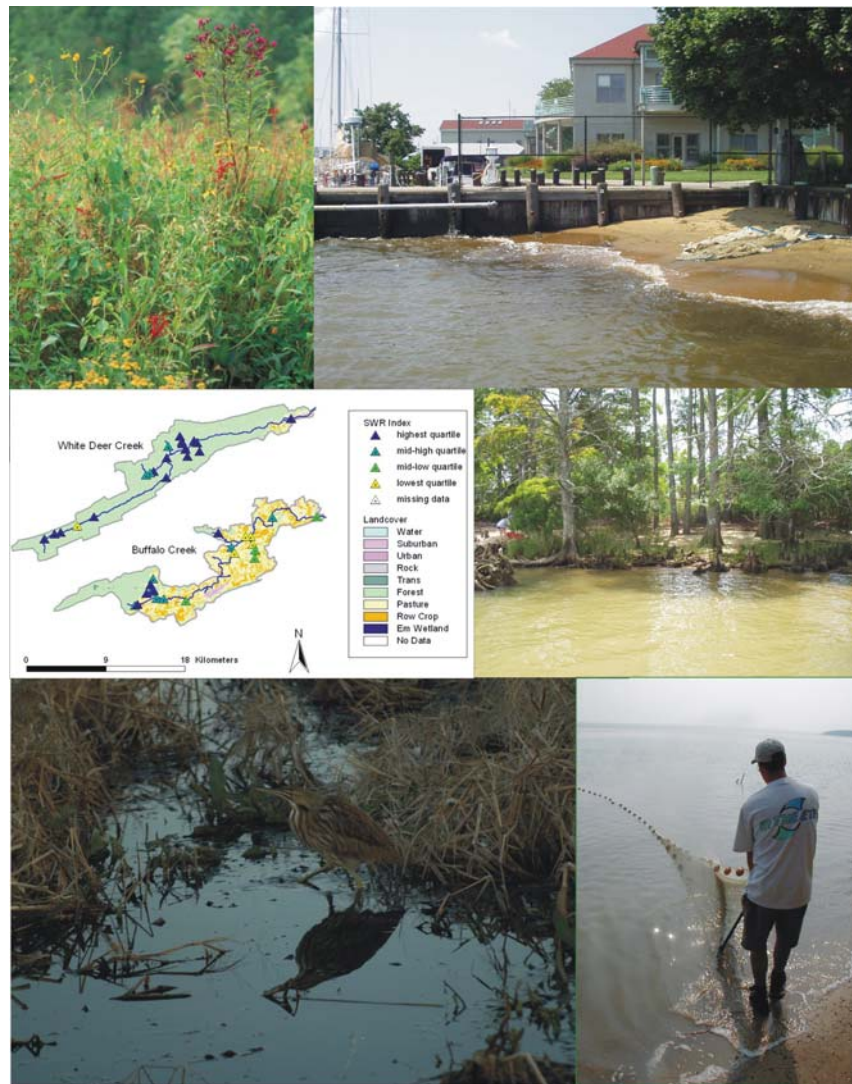 White Deer Creek
Buffalo Creek
SWR Index
highest quartile
mid-high quartile
mid-low quartile
lowest quartile
missing data
Landcover
Water
Suburban
Urban
Rock
Trans
Forest
Pasture
Row Crop
Em Wetland
No Data
N
0 9 18 Kilometers